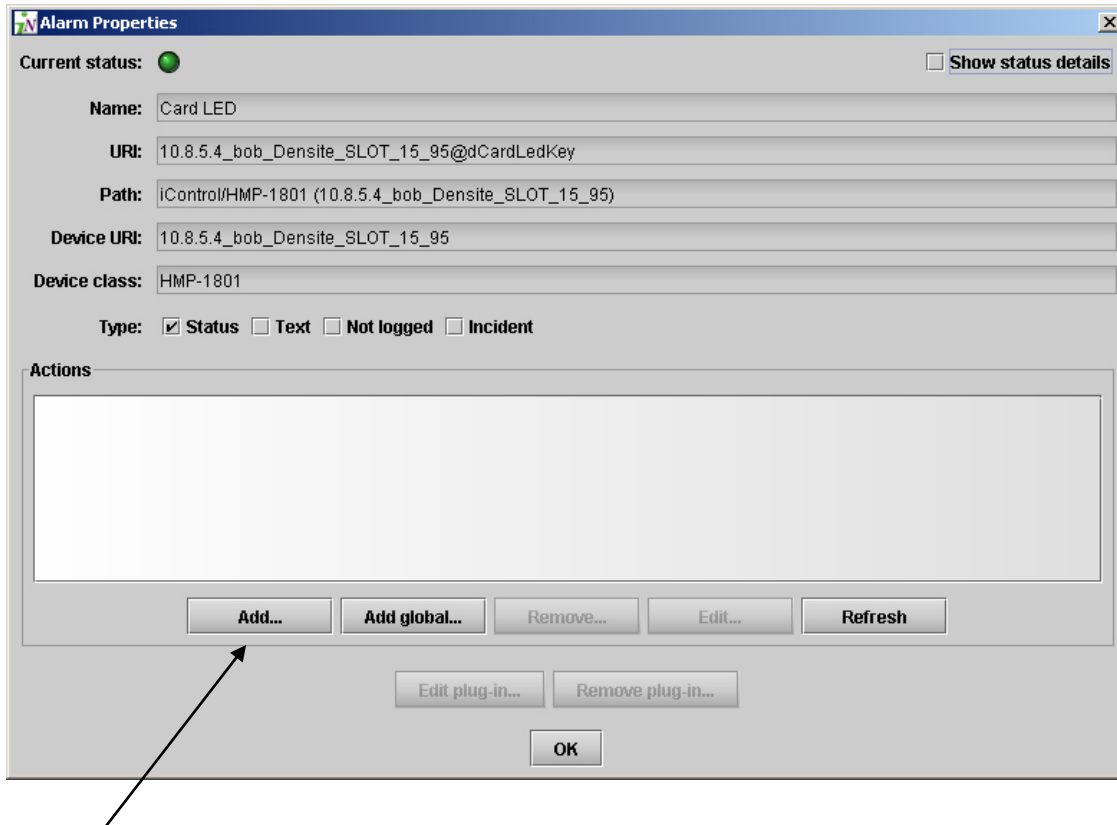 Alarm Properties
Current status: Show status details
Name: Card LED
URI: 10.8.5.4_bob_Densite_SLOT_15_95@dCardLedKey
Path: iControl/HMP-1801 (10.8.5.4_bob_Densite_SLOT_15_95)
Device URI: 10.8.5.4_bob_Densite_SLOT_15_95
Device class: HMP-1801
Type: Status Text Not logged Incident
Actions
Add... Add global... Remove... Edit... Refresh
Edit plug-in... Remove plug-in...
OK